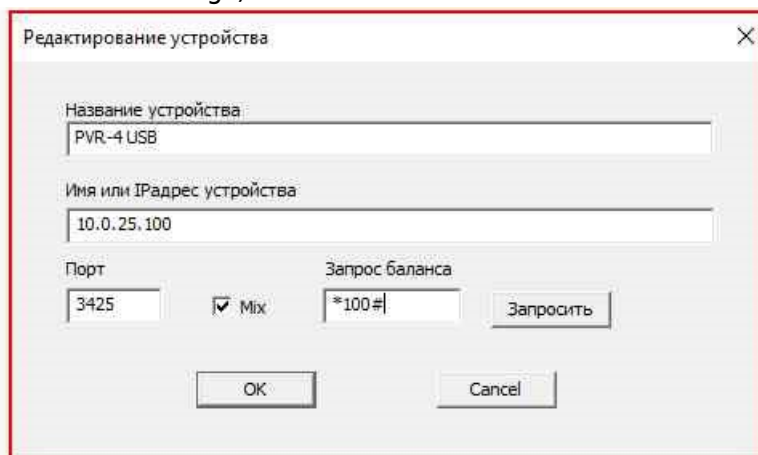 Редактирование устройства
Название устройства
PVR-4 USB
Имя или IPадрес устройства
10.0.25.100
Порт
Запрос баланса
3425
Mix
*100#
Запросить
OK
Cancel